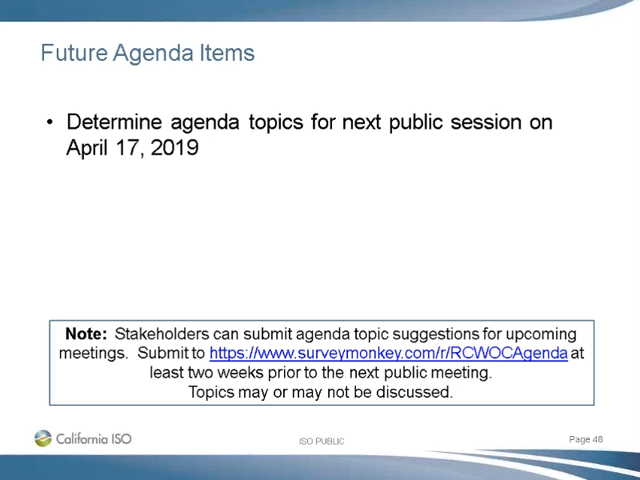 Future Agenda Items
• Determine agenda topics for next public session on
April 17, 2019
Note: Stakeholders can submit agenda topic suggestions for upcoming
meetings. Submit to https://www.surveymonkey.com/r/RCWOCAgenda at
least two weeks prior to the next public meeting.
Topics may or may not be discussed.
California ISO
ISO PUBLIC
Page 48